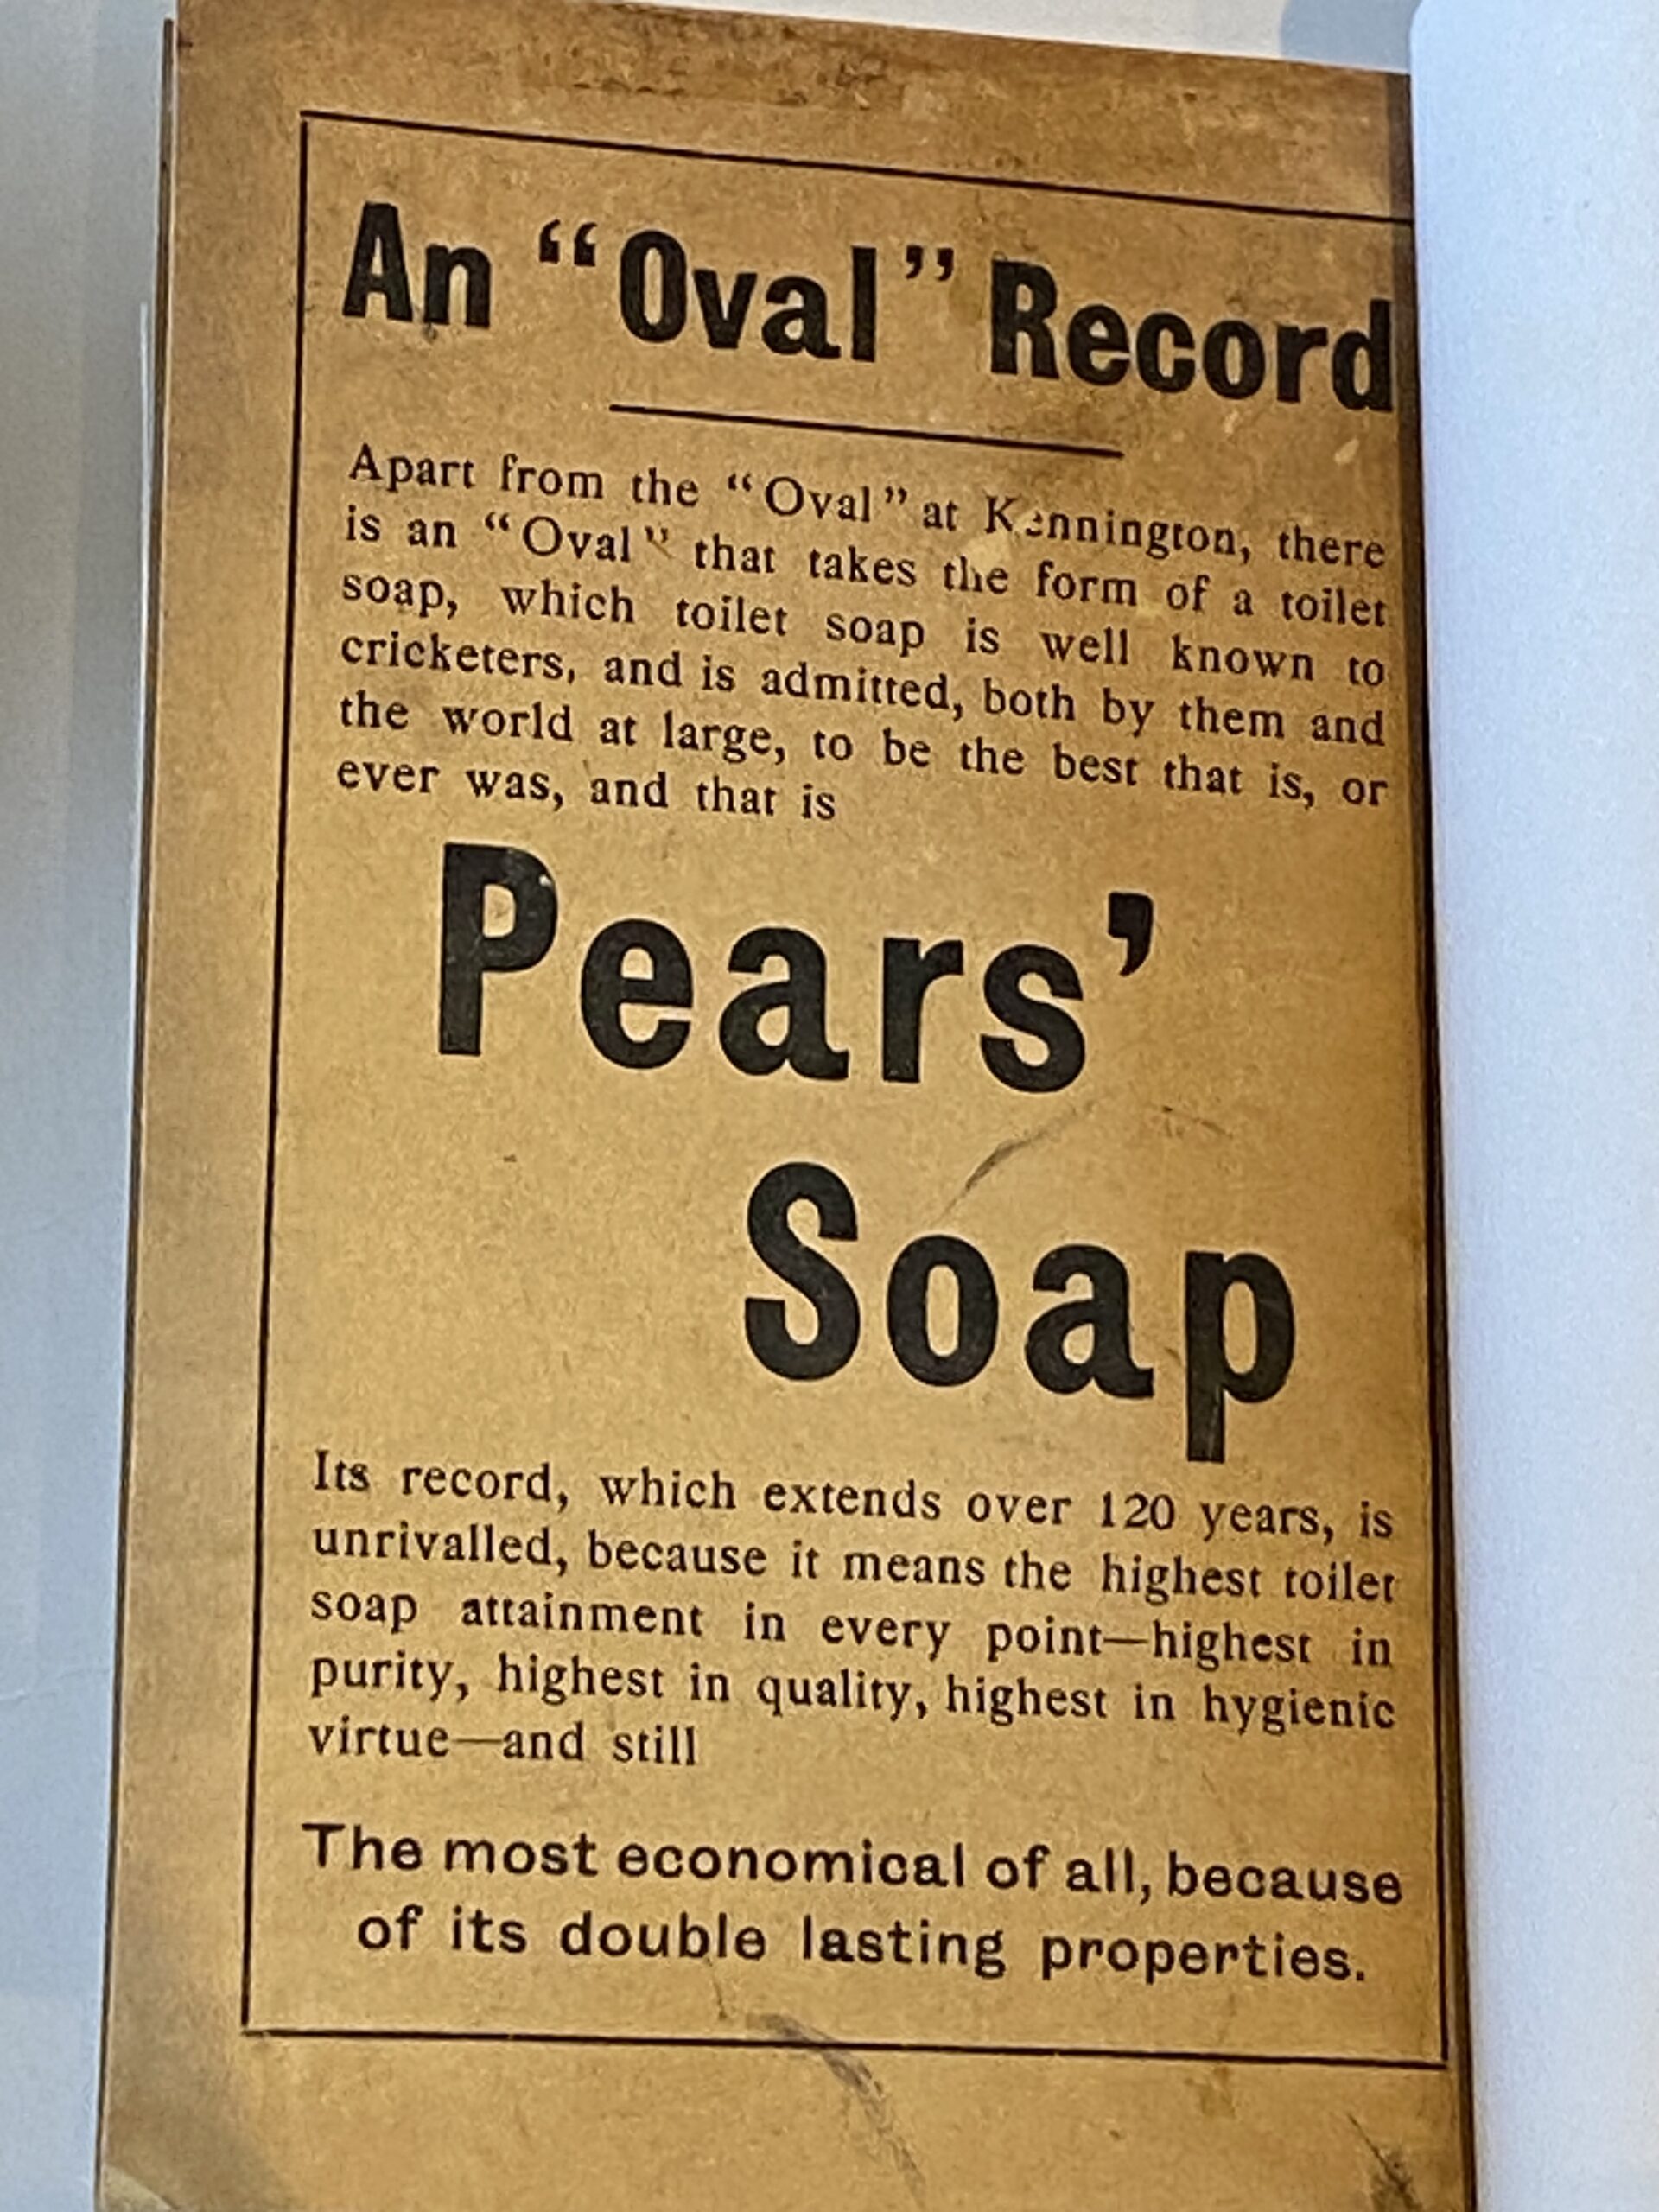 An “Oval” Record
Apart from the “Oval” at Kennington, there
is an “Oval” that takes the form of a toilet
soap, which toilet soap is well known to
cricketers, and is admitted, both by them and
the world at large, to be the best that is, or
ever was, and that is
Pears’
Soap
Its record, which extends over 120 years, is
unrivalled, because it means the highest toilet
soap attainment in every point—highest in
purity, highest in quality, highest in hygienic
virtue—and still
The most economical of all, because
of its double lasting properties.